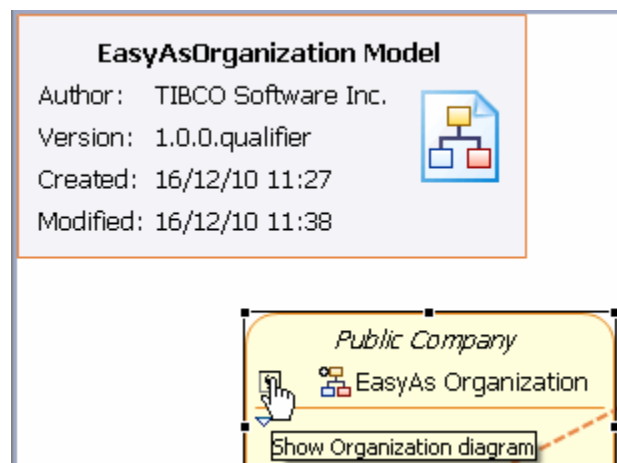 EasyAsOrganization Model
Author: TIBCO Software Inc.
Version: 1.0.0.qualifier
Created: 16/12/10 11:27
Modified: 16/12/10 11:38
Public Company
EasyAs Organization
Show Organization diagram